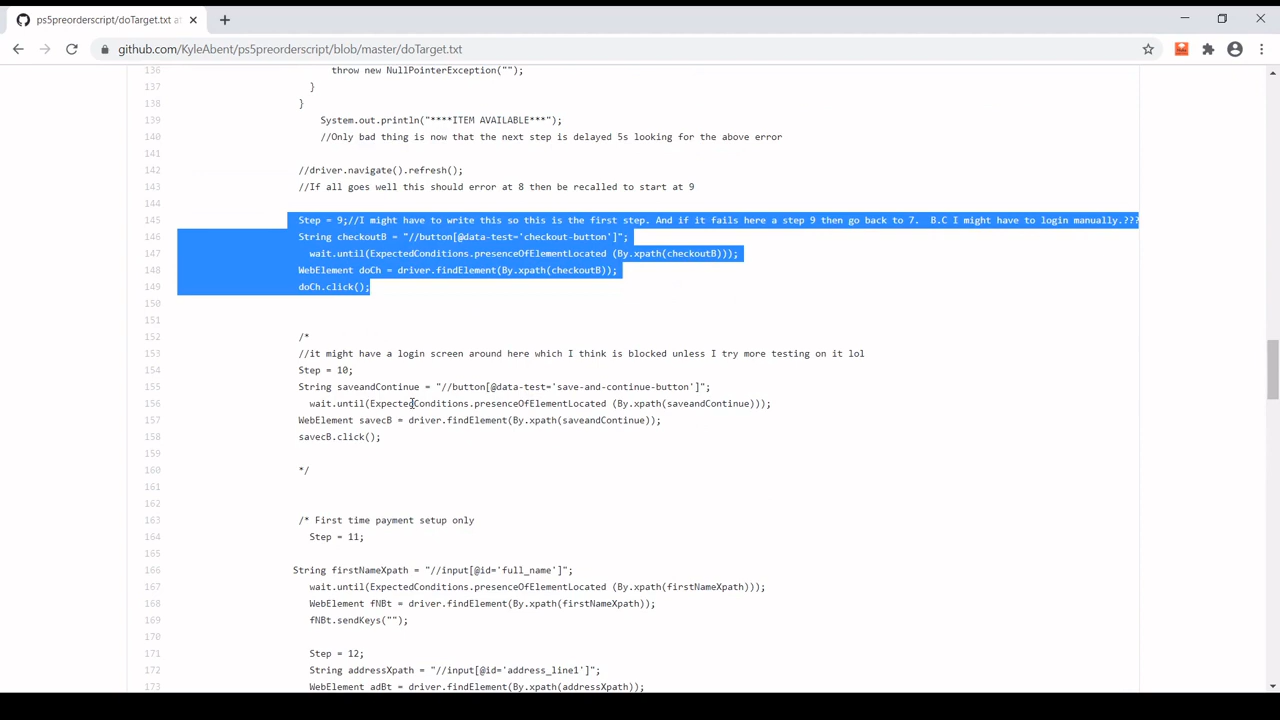 ps5preorderscript/doTarget.txt at
github.com/KyleAbent/ps5preorderscript/blob/master/doTarget.txt
136 throw new NullPointerException("");
137 }
138 }
139 System.out.println("****ITEM AVAILABLE***");
140 //Only bad thing is now that the next step is delayed 5s looking for the above error
141
142 //driver.navigate().refresh();
143 //If all goes well this should error at 8 then be recalled to start at 9
144
145 Step = 9;//I might have to write this so this is the first step. And if it fails here a step 9 then go back to 7.  B.C I might have to login manually.???
146 String checkoutB = "//button[@data-test='checkout-button']";
147 wait.until(ExpectedConditions.presenceOfElementLocated (By.xpath(checkoutB)));
148 WebElement doCh = driver.findElement(By.xpath(checkoutB));
149 doCh.click();
150
151
152 /*
153 //it might have a login screen around here which I think is blocked unless I try more testing on it lol
154 Step = 10;
155 String saveandContinue = "//button[@data-test='save-and-continue-button']";
156 wait.until(ExpectedConditions.presenceOfElementLocated (By.xpath(saveandContinue)));
157 WebElement savecB = driver.findElement(By.xpath(saveandContinue));
158 savecB.click();
159
160 */
161
162
163 /* First time payment setup only
164 Step = 11;
165
166 String firstNameXpath = "//input[@id='full_name']";
167 wait.until(ExpectedConditions.presenceOfElementLocated (By.xpath(firstNameXpath)));
168 WebElement fNBt = driver.findElement(By.xpath(firstNameXpath));
169 fNBt.sendKeys("");
170
171 Step = 12;
172 String addressXpath = "//input[@id='address_line1']";
173 WebElement adBt = driver.findElement(By.xpath(addressXpath));